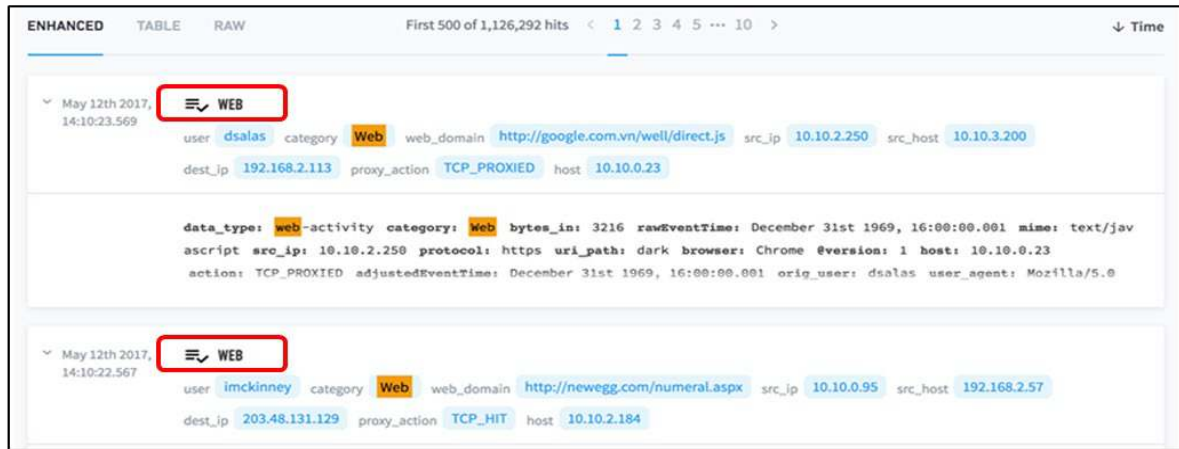 ENHANCED TABLE RAW First 500 of 1,126,292 hits < 1 2 3 4 5 ··· 10 > ↓ Time
May 12th 2017, WEB
14:10:23.569
user dsalas category Web web_domain http://google.com.vn/well/direct.js src_ip 10.10.2.250 src_host 10.10.3.200
dest_ip 192.168.2.113 proxy_action TCP_PROXIED host 10.10.0.23
data_type: web-activity category: Web bytes_in: 3216 rawEventTime: December 31st 1969, 16:00:00.001 mime: text/jav
ascript src_ip: 10.10.2.250 protocol: https uri_path: dark browser: Chrome @version: 1 host: 10.10.0.23
action: TCP_PROXIED adjustedEventTime: December 31st 1969, 16:00:00.001 orig_user: dsalas user_agent: Mozilla/5.0
May 12th 2017, WEB
14:10:22.567
user imckinney category Web web_domain http://newegg.com/numeral.aspx src_ip 10.10.0.95 src_host 192.168.2.57
dest_ip 203.48.131.129 proxy_action TCP_HIT host 10.10.2.184